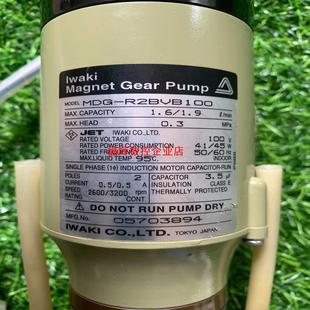 Iwaki
Magnet Gear Pump
MODEL MDG-R2BVB100
MAX. CAPACITY 1.6/1.9 ℓ/min
MAX. HEAD 0.3 MPa
JET IWAKI CO.,LTD.
RATED VOLTAGE 100 V
RATED POWER CONSUMRTION 41/45 W
RATED FREQUENCY 50/60 Hz
MAX. LIQUID TEMP. 95℃ INDOOR
SINGLE PHASE (1Φ) INDUCTION MOTOR, CAPACITOR-RUN
POLES 2 CAPACITOR 3.5 μF
CURRENT 0.5/0.5 A INSULATION CLASS E
SPEED 2600/3200 rpm THERMALLY PROTECTED
DO NOT RUN PUMP DRY
MFG.No. 05703894
IWAKI CO.,LTD. TOKYO JAPAN